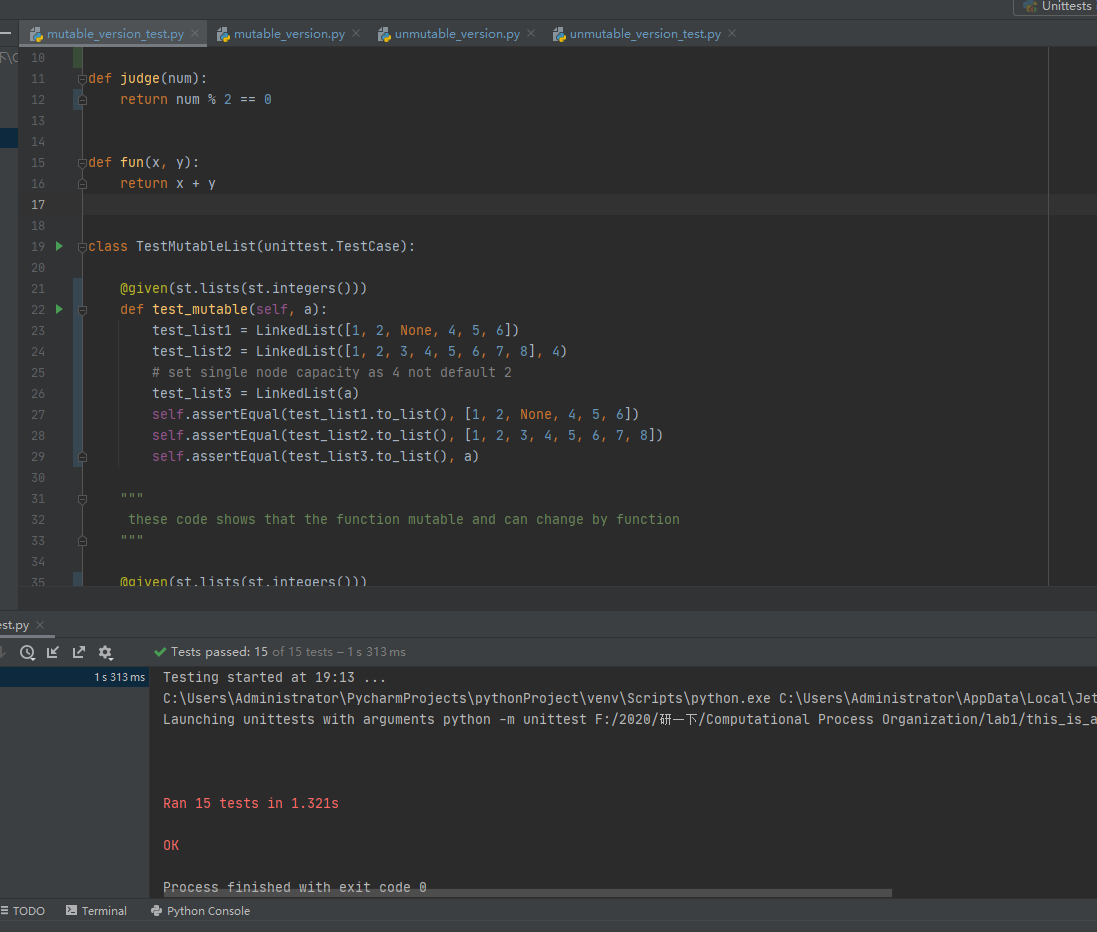 Unittests
mutable_version_test.py
mutable_version.py
unmutable_version.py
unmutable_version_test.py
10
11 def judge(num):
12 return num % 2 == 0
13
14
15 def fun(x, y):
16 return x + y
17
18
19 class TestMutableList(unittest.TestCase):
20
21 @given(st.lists(st.integers()))
22 def test_mutable(self, a):
23 test_list1 = LinkedList([1, 2, None, 4, 5, 6])
24 test_list2 = LinkedList([1, 2, 3, 4, 5, 6, 7, 8], 4)
25 # set single node capacity as 4 not default 2
26 test_list3 = LinkedList(a)
27 self.assertEqual(test_list1.to_list(), [1, 2, None, 4, 5, 6])
28 self.assertEqual(test_list2.to_list(), [1, 2, 3, 4, 5, 6, 7, 8])
29 self.assertEqual(test_list3.to_list(), a)
30
31 """
32 these code shows that the function mutable and can change by function
33 """
34
35 @given(st.lists(st.integers()))
est.py
Tests passed: 15 of 15 tests – 1 s 313 ms
1 s 313 ms
Testing started at 19:13 ...
C:\Users\Administrator\PycharmProjects\pythonProject\venv\Scripts\python.exe C:\Users\Administrator\AppData\Local\Jet
Launching unittests with arguments python -m unittest F:/2020/研一下/Computational Process Organization/lab1/this_is_a
Ran 15 tests in 1.321s
OK
Process finished with exit code 0
TODO
Terminal
Python Console